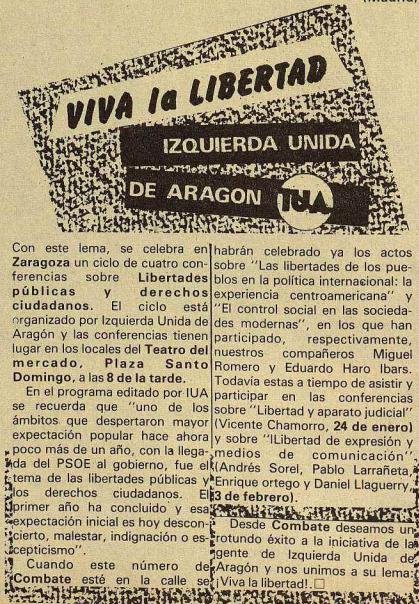 (Madrid)
VIVA la LIBERTAD
IZQUIERDA UNIDA
DE ARAGON IUA
Con este lema, se celebra en
Zaragoza un ciclo de cuatro con-
ferencias sobre Libertades
públicas y derechos
ciudadanos. El ciclo está
organizado por Izquierda Unida de
Aragón y las conferencias tienen
lugar en los locales del Teatro del
mercado, Plaza Santo
Domingo, a las 8 de la tarde.
En el programa editado por IUA
se recuerda que "uno de los
ámbitos que despertaron mayor
expectación popular hace ahora
poco más de un año, con la llega-
da del PSOE al gobierno, fue el
tema de las libertades públicas y
los derechos ciudadanos. El
primer año ha concluido y esa
expectación inicial es hoy descon-
cierto, malestar, indignación o es-
cepticismo".
Cuando este número de
Combate esté en la calle se
habrán celebrado ya los actos
sobre "Las libertades de los pue-
blos en la política internacional: la
experiencia centroamericana" y
"El control social en las socieda-
des modernas", en los que han
participado, respectivamente,
nuestros compañeros Miguel
Romero y Eduardo Haro Ibars.
Todavía estas a tiempo de asistir y
participar en las conferencias
sobre "Libertad y aparato judicial"
(Vicente Chamorro, 24 de enero)
y sobre "ILibertad de expresión y
medios de comunicación"
(Andrés Sorel, Pablo Larrañeta,
Enrique ortego y Daniel Llaguerry,
3 de febrero).
Desde Combate deseamos un
rotundo éxito a la iniciativa de la
gente de Izquierda Unida de
Aragón y nos unimos a su lema:
¡Viva la libertad!. □